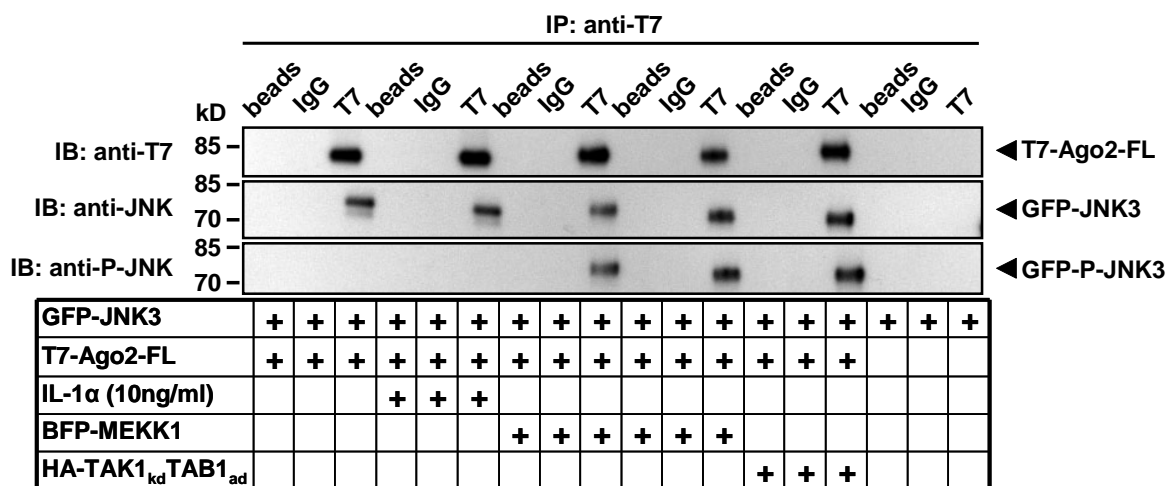 IP: anti-T7
beads IgG T7 beads IgG T7 beads IgG T7 beads IgG T7 beads IgG T7 beads IgG T7
kD
IB: anti-T7 85 T7-Ago2-FL
85
IB: anti-JNK 70 GFP-JNK3
85
IB: anti-P-JNK 70 GFP-P-JNK3
GFP-JNK3 + + + + + + + + + + + + + + + + + +
T7-Ago2-FL + + + + + + + + + + + + + + +
IL-1α (10ng/ml) + + +
BFP-MEKK1 + + + + + +
HA-TAK1kdTAB1ad + + +